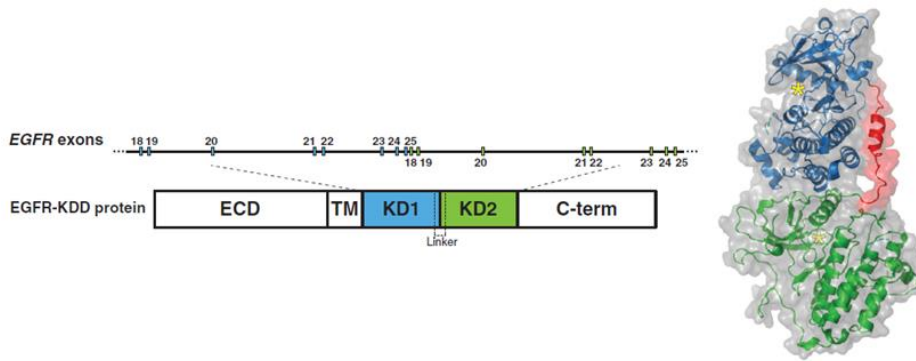 18 19 20 21 22 23 24 25
EGFR exons
18 19 20 21 22 23 24 25
EGFR-KDD protein ECD TM KD1 KD2 C-term
Linker